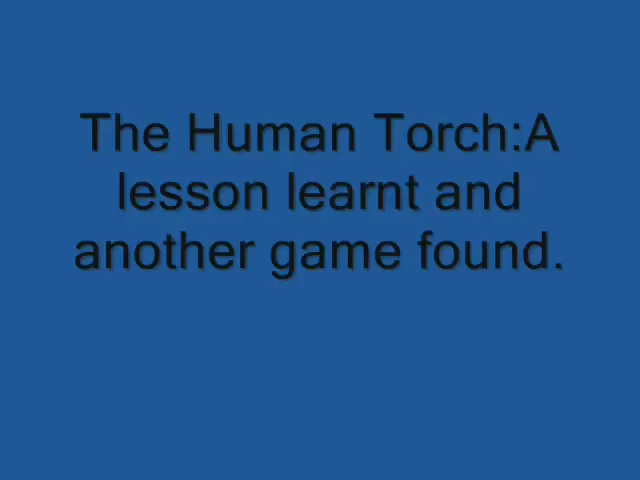 The Human Torch:A
lesson learnt and
another game found.